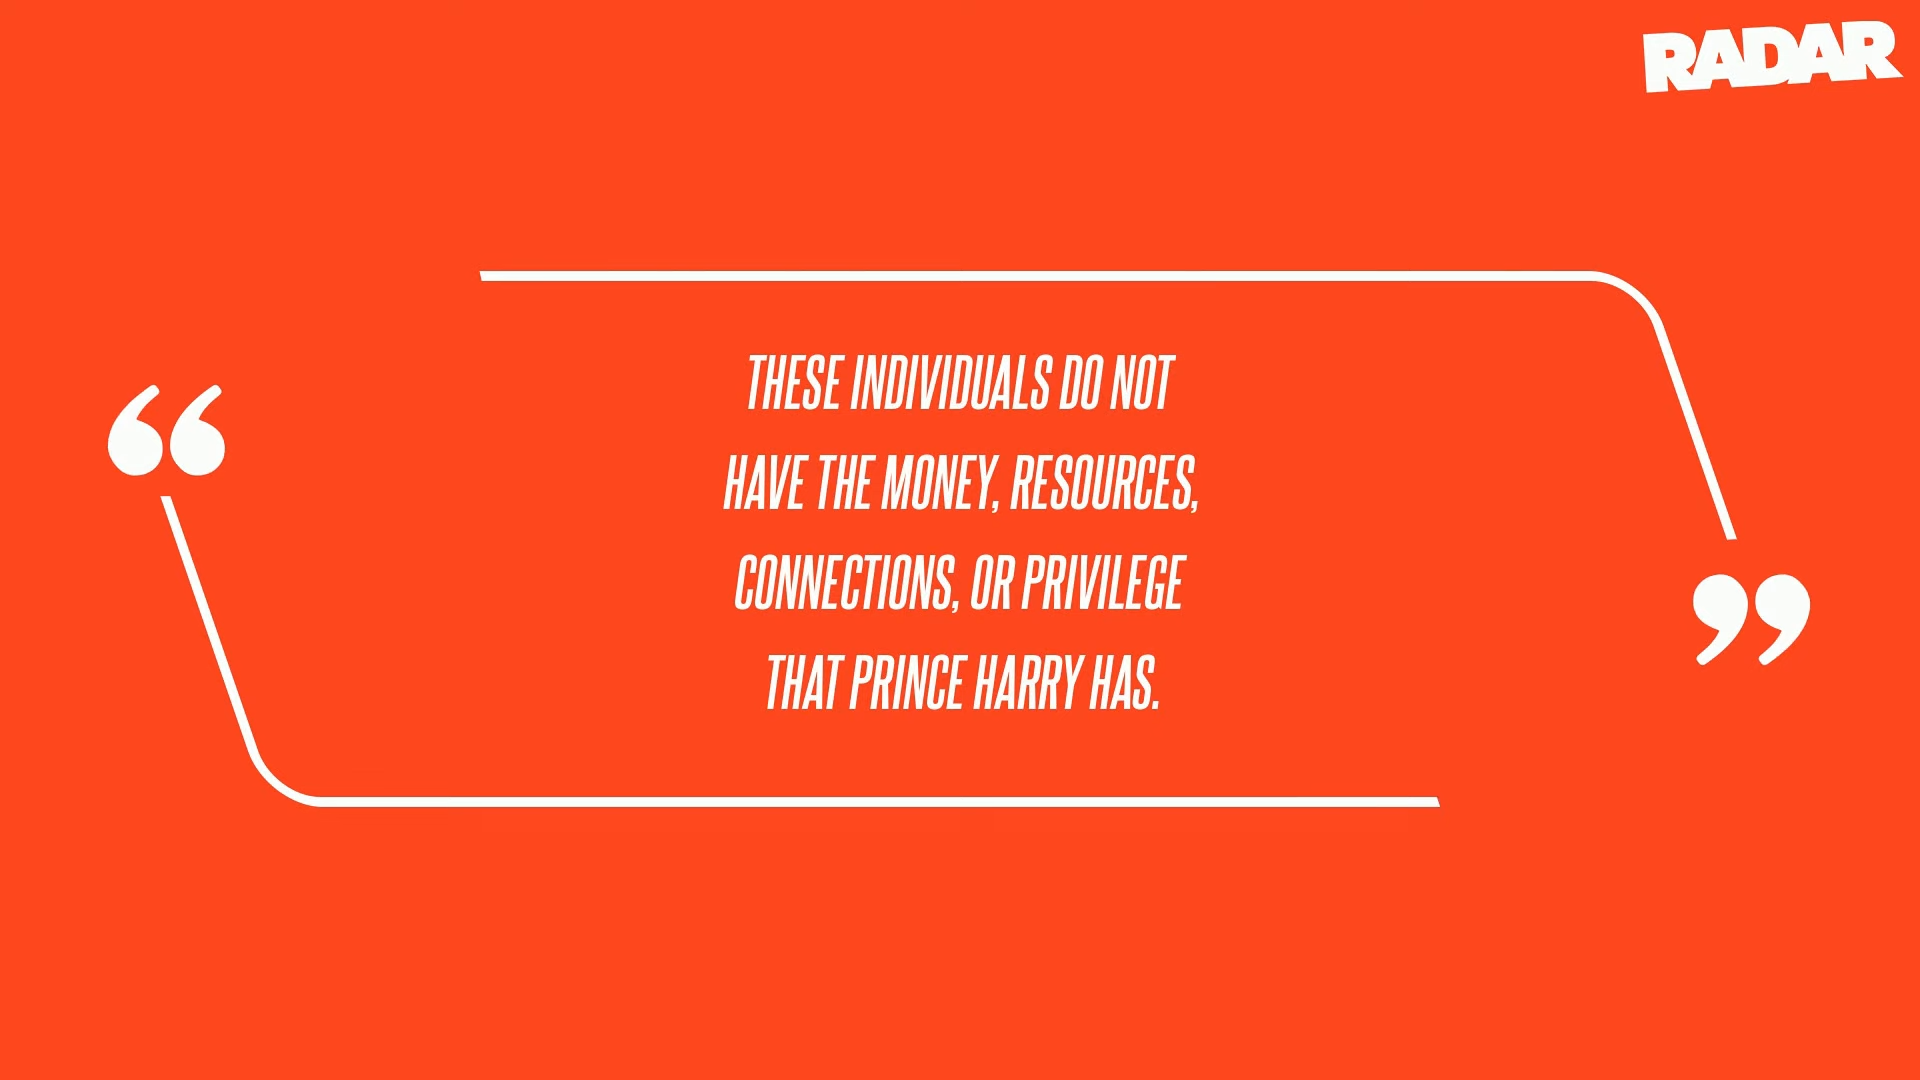 RADAR
“
THESE INDIVIDUALS DO NOT
HAVE THE MONEY, RESOURCES,
CONNECTIONS, OR PRIVILEGE
THAT PRINCE HARRY HAS.
”